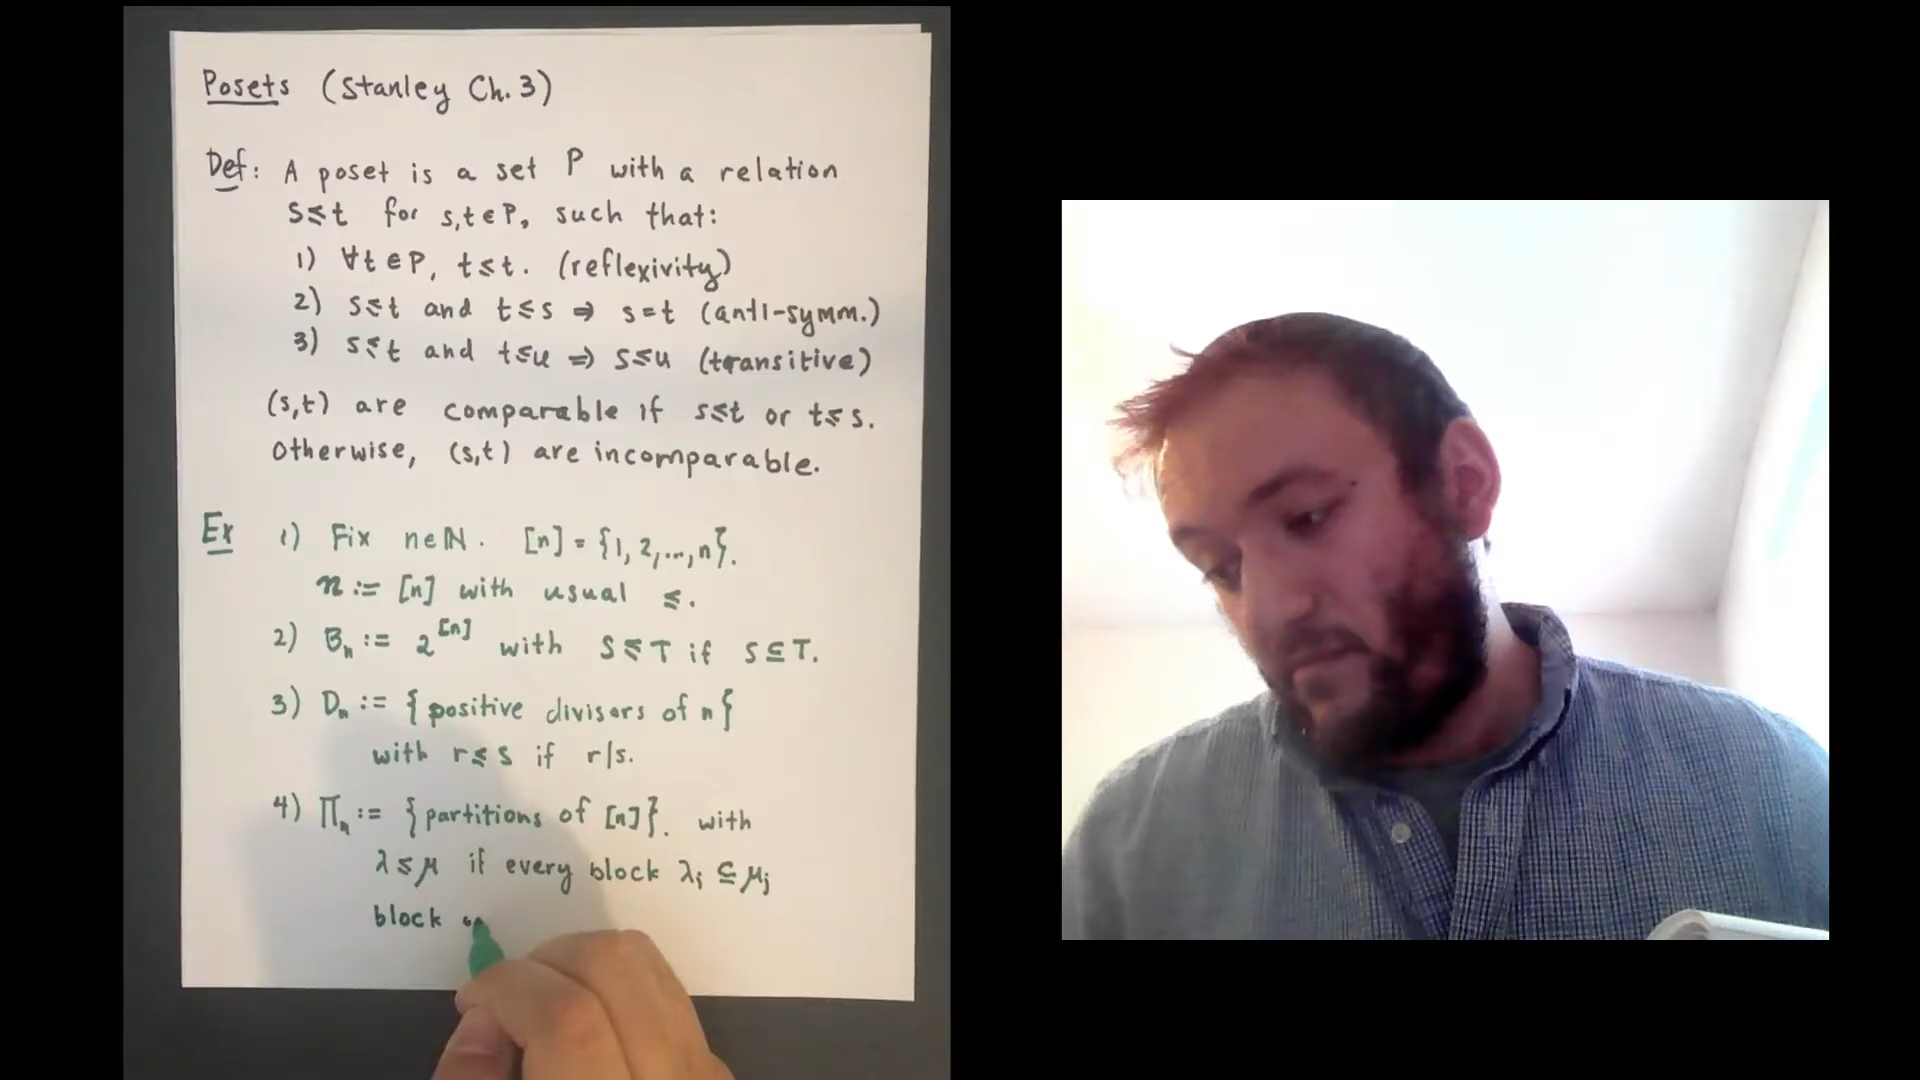 Posets (Stanley Ch. 3)
Def: A poset is a set P with a relation
s≤t for s,t∈P, such that:
1) ∀t∈P, t≤t. (reflexivity)
2) s≤t and t≤s ⇒ s=t (anti-symm.)
3) s≤t and t≤u ⇒ s≤u (transitive)
(s,t) are comparable if s≤t or t≤s.
Otherwise, (s,t) are incomparable.
Ex 1) Fix n∈ℕ. [n] = {1, 2,...,n}.
n := [n] with usual ≤.
2) Bₙ := 2^[n] with S≤T if S⊆T.
3) Dₙ := {positive divisors of n}
with r≤s if r|s.
4) Πₙ := {partitions of [n]}. with
λ≤μ if every block λᵢ ⊆ μⱼ
block